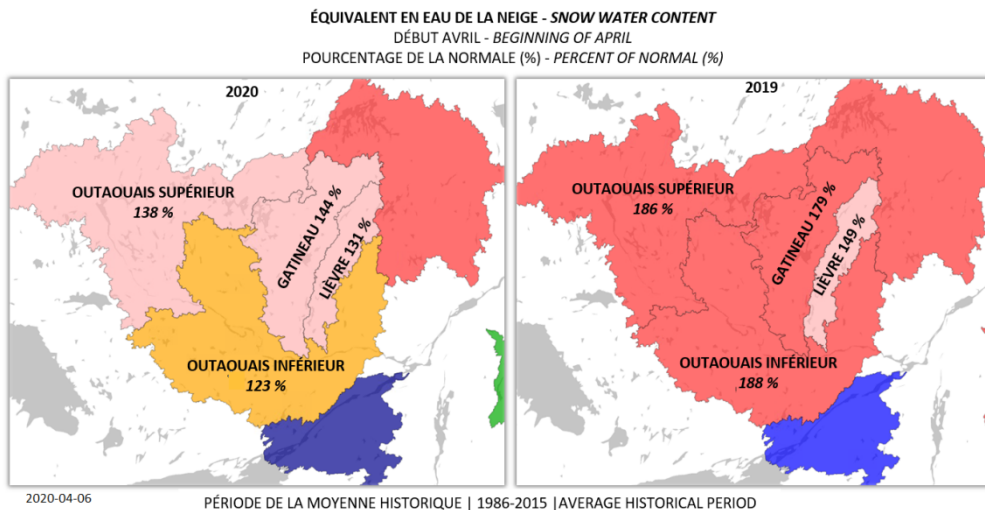 ÉQUIVALENT EN EAU DE LA NEIGE - SNOW WATER CONTENT
DÉBUT AVRIL - BEGINNING OF APRIL
POURCENTAGE DE LA NORMALE (%) - PERCENT OF NORMAL (%)
2020
OUTAOUAIS SUPÉRIEUR
138 %
GATINEAU 144 %
LIÈVRE 131 %
OUTAOUAIS INFÉRIEUR
123 %
2019
OUTAOUAIS SUPÉRIEUR
186 %
GATINEAU 179 %
LIÈVRE 149 %
OUTAOUAIS INFÉRIEUR
188 %
2020-04-06
PÉRIODE DE LA MOYENNE HISTORIQUE | 1986-2015 |AVERAGE HISTORICAL PERIOD